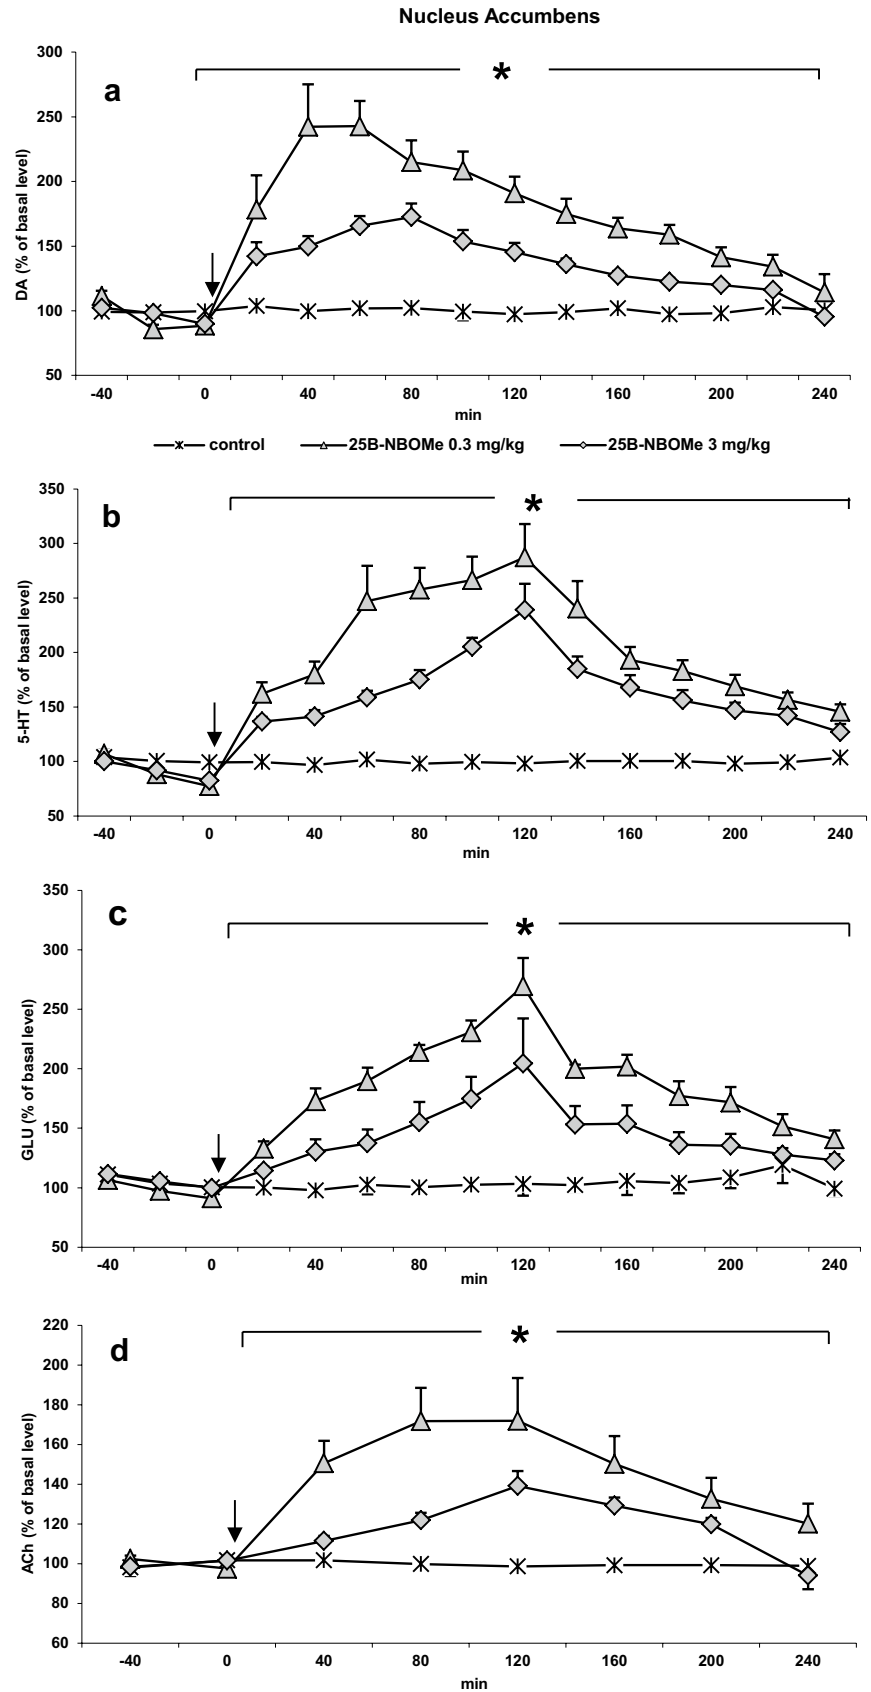 Nucleus Accumbens
300
250
200
150
100
50
DA (% of basal level)
a
*
-40 0 40 80 120 160 200 240
min
control 25B-NBOMe 0.3 mg/kg 25B-NBOMe 3 mg/kg
350
300
250
200
150
100
50
5-HT (% of basal level)
b
*
-40 0 40 80 120 160 200 240
min
350
300
250
200
150
100
50
GLU (% of basal level)
c
*
-40 0 40 80 120 160 200 240
min
220
200
180
160
140
120
100
80
60
ACh (% of basal level)
d
*
-40 0 40 80 120 160 200 240
min